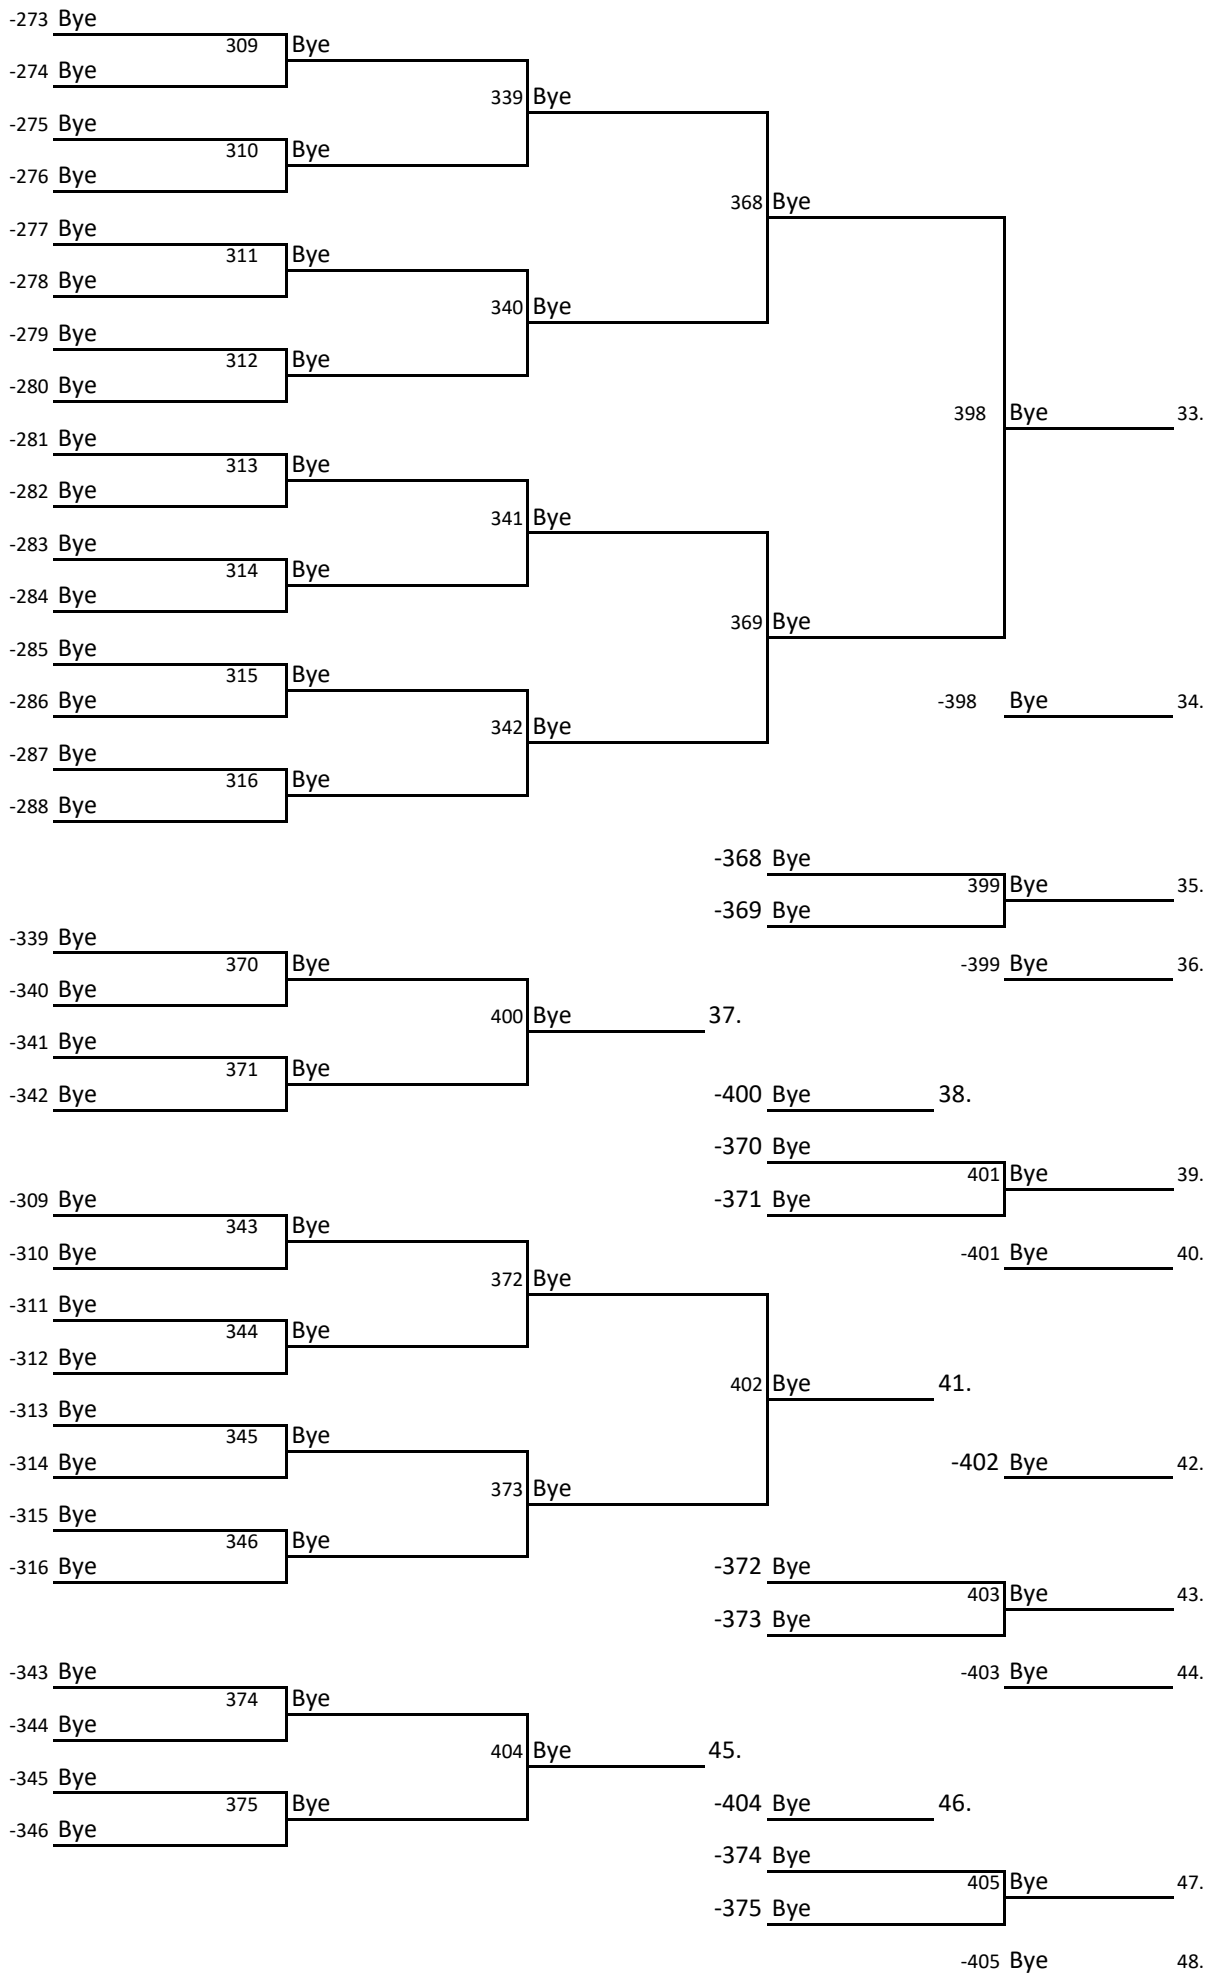 -273 Bye
309 Bye
-274 Bye
339 Bye
-275 Bye
310 Bye
-276 Bye
368 Bye
-277 Bye
311 Bye
-278 Bye
340 Bye
-279 Bye
312 Bye
-280 Bye
398 Bye 33.
-281 Bye
313 Bye
-282 Bye
341 Bye
-283 Bye
314 Bye
-284 Bye
369 Bye
-285 Bye
315 Bye
-286 Bye
-398 Bye 34.
342 Bye
-287 Bye
316 Bye
-288 Bye
-368 Bye
399 Bye 35.
-369 Bye
-339 Bye
370 Bye
-399 Bye 36.
-340 Bye
400 Bye 37.
-341 Bye
371 Bye
-342 Bye
-400 Bye 38.
-370 Bye
401 Bye 39.
-371 Bye
-309 Bye
343 Bye
-310 Bye
-401 Bye 40.
372 Bye
-311 Bye
344 Bye
-312 Bye
402 Bye 41.
-313 Bye
345 Bye
-314 Bye
-402 Bye 42.
373 Bye
-315 Bye
346 Bye
-316 Bye
-372 Bye
403 Bye 43.
-373 Bye
-343 Bye
-403 Bye 44.
374 Bye
-344 Bye
404 Bye 45.
-345 Bye
375 Bye
-404 Bye 46.
-346 Bye
-374 Bye
405 Bye 47.
-375 Bye
-405 Bye 48.